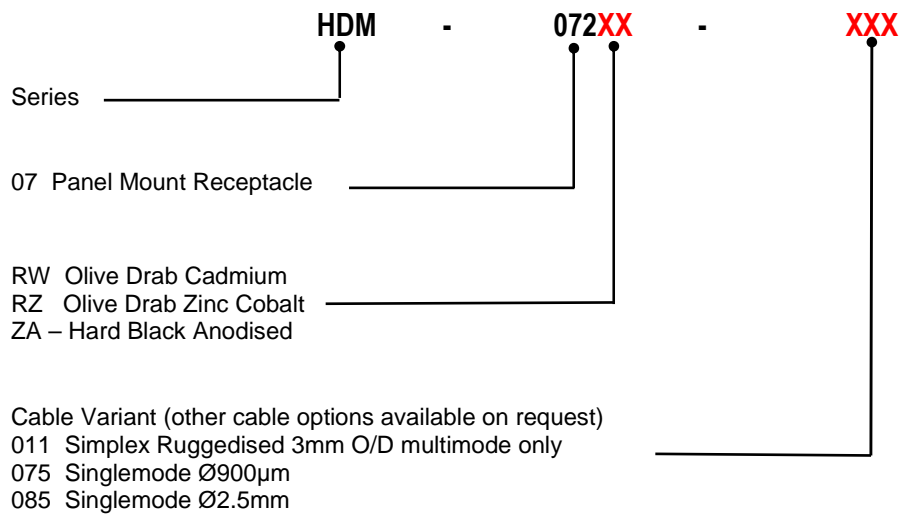 HDM - 072XX - XXX
Series
07 Panel Mount Receptacle
RW Olive Drab Cadmium
RZ Olive Drab Zinc Cobalt
ZA – Hard Black Anodised
Cable Variant (other cable options available on request)
011 Simplex Ruggedised 3mm O/D multimode only
075 Singlemode Ø900µm
085 Singlemode Ø2.5mm